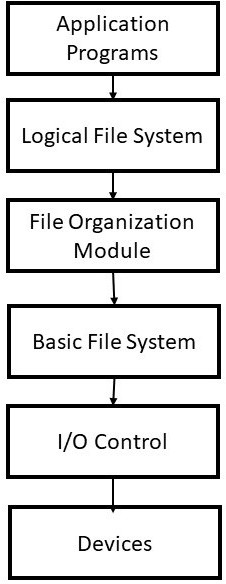 Application
Programs
Logical File System
File Organization
Module
Basic File System
I/O Control
Devices